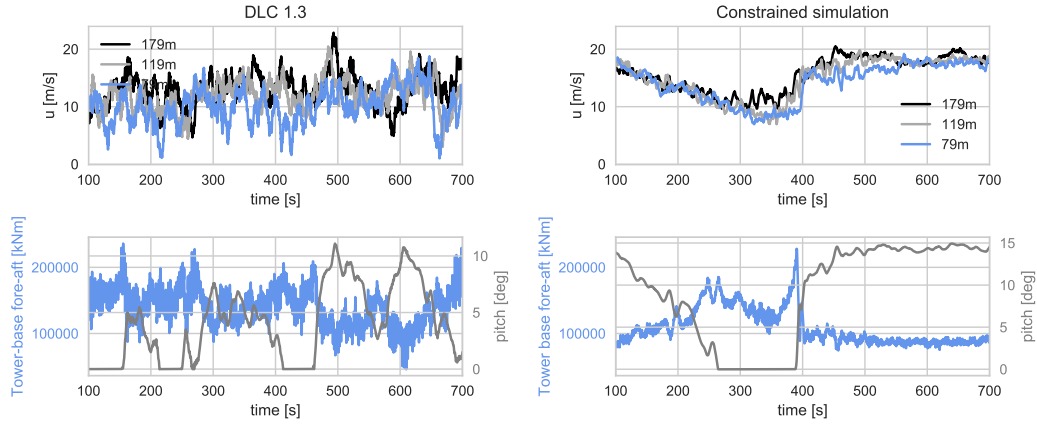 DLC 1.3
u [m/s]
20
10
0
179m
119m
100 200 300 400 500 600 700
time [s]
Constrained simulation
u [m/s]
20
10
0
179m
119m
79m
100 200 300 400 500 600 700
time [s]
Tower-base fore-aft [kNm]
200000
100000
10
5
0
pitch [deg]
100 200 300 400 500 600 700
time [s]
Tower-base fore-aft [kNm]
200000
100000
15
10
5
0
pitch [deg]
100 200 300 400 500 600 700
time [s]